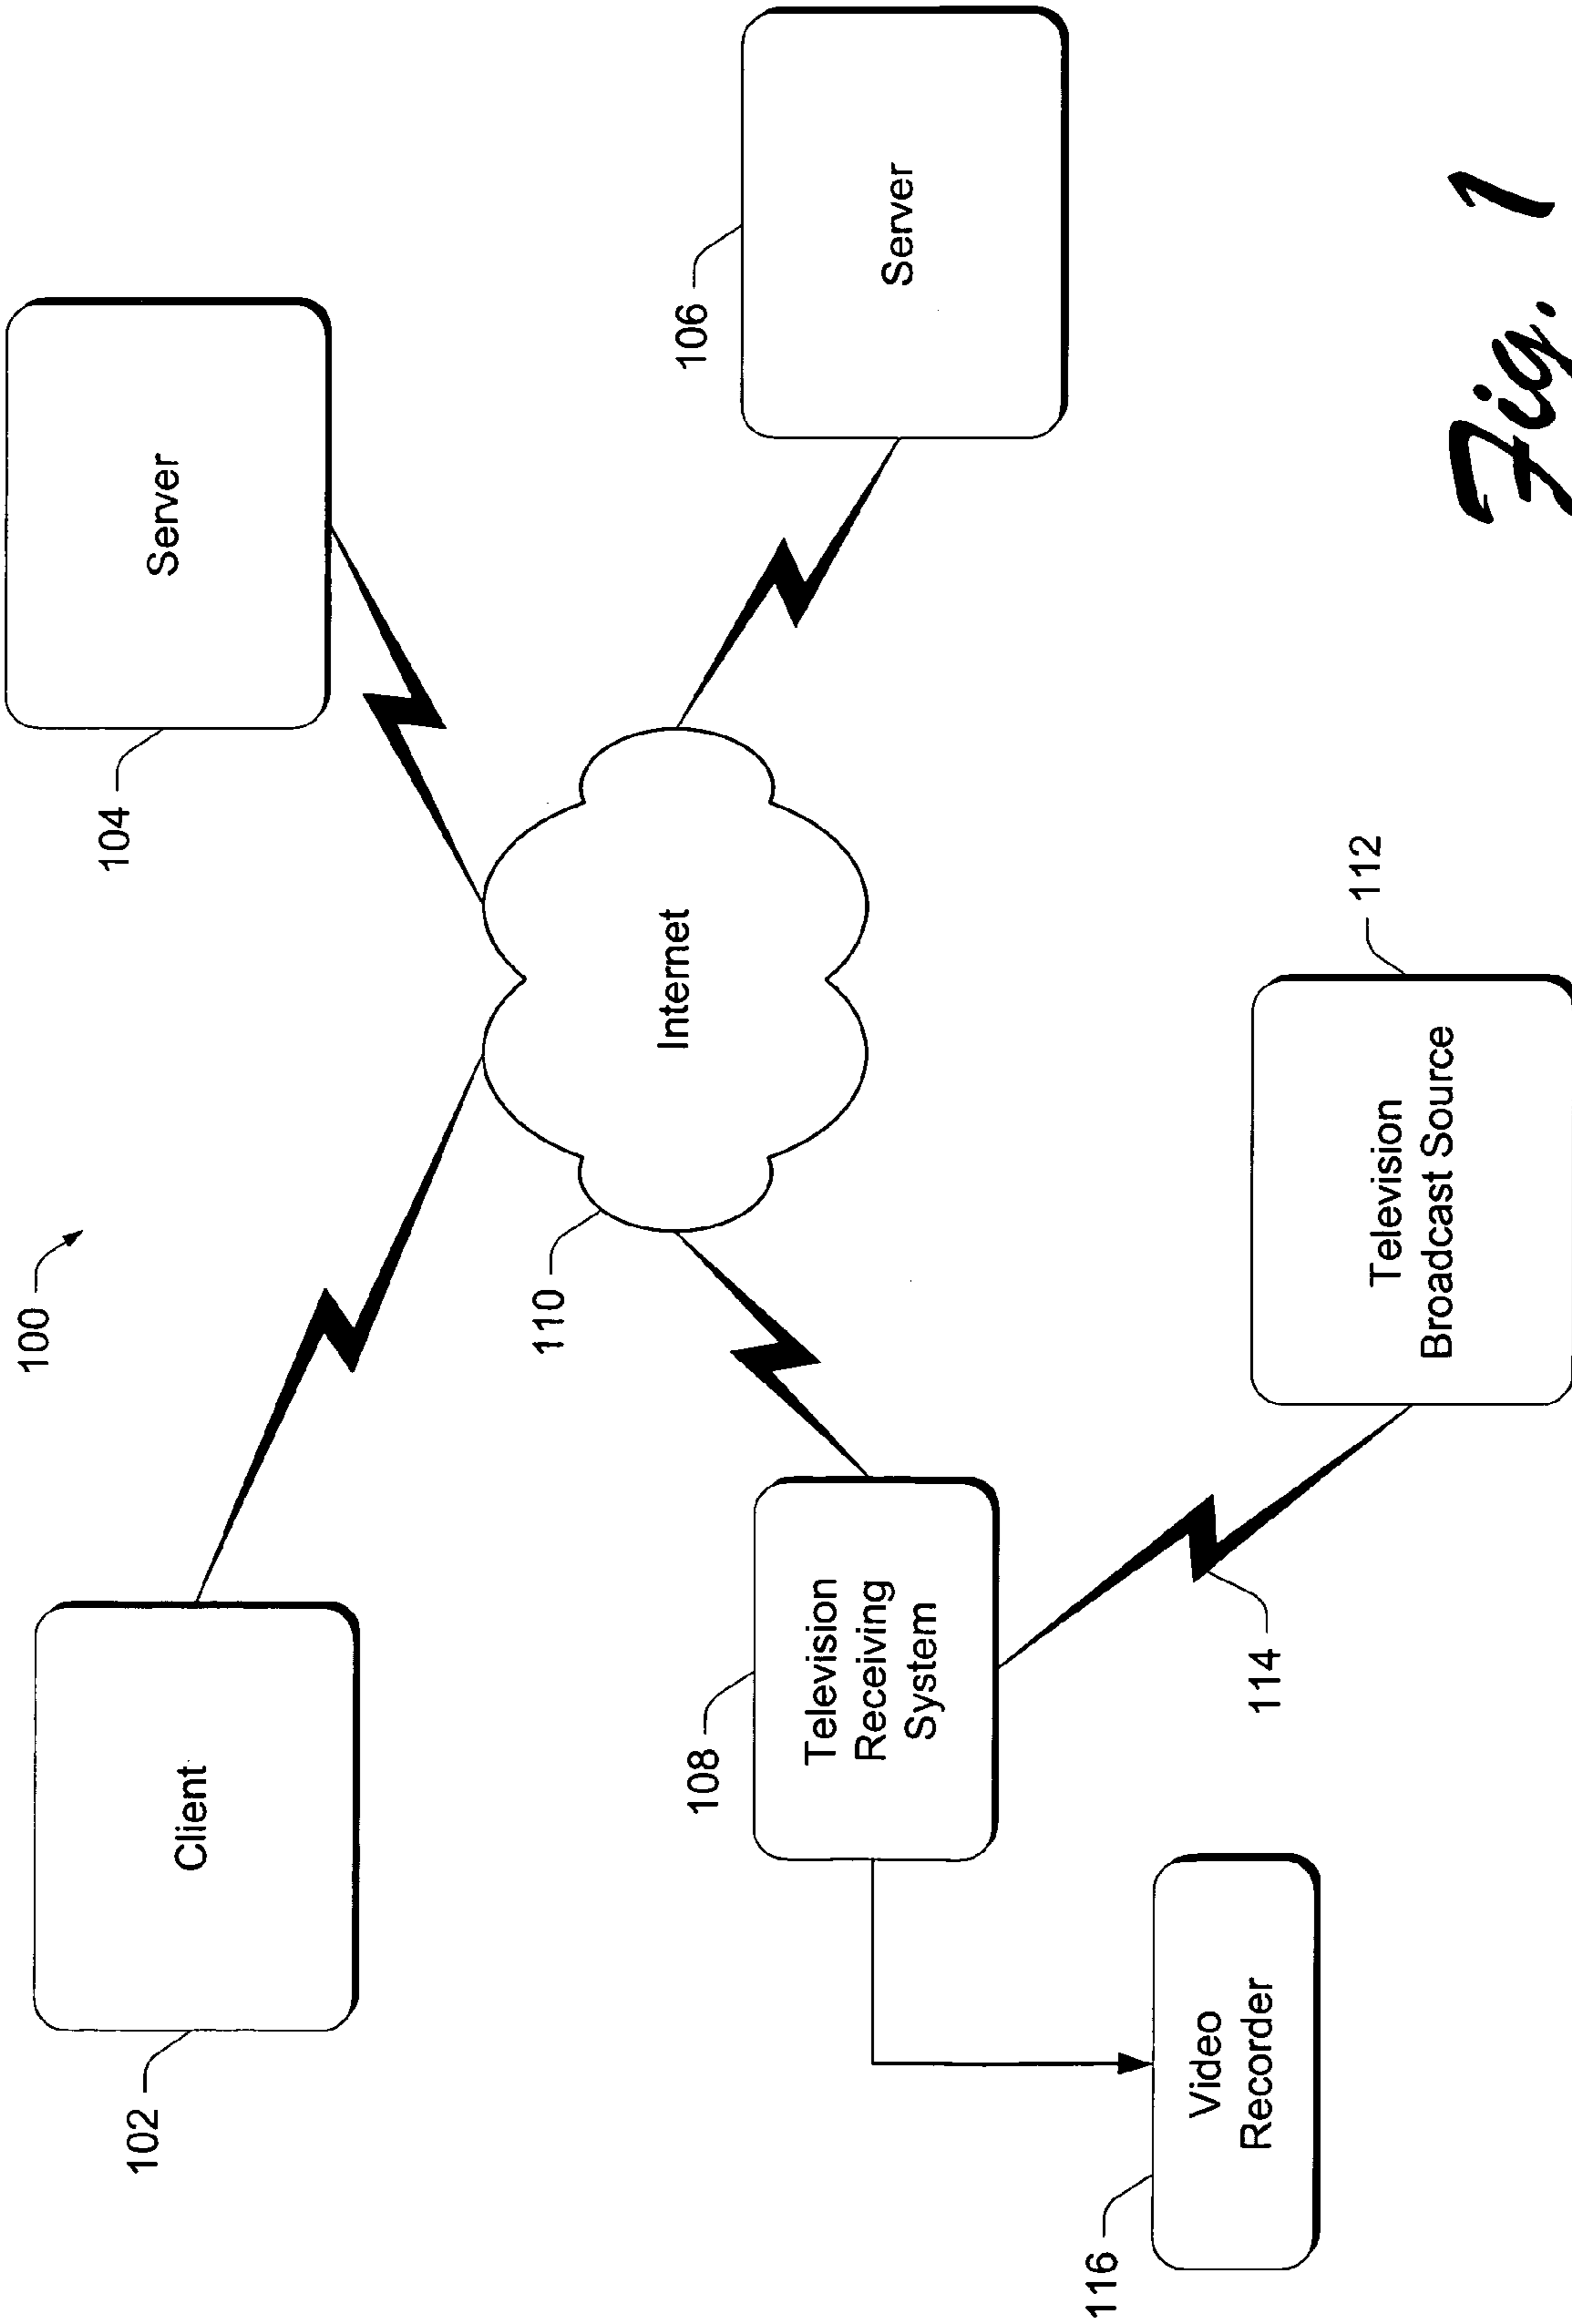 100
102
Client
104
Server
110
Internet
106
Server
108
Television
Receiving
System
116
Video
Recorder
114
112
Television
Broadcast Source
Fig. 1